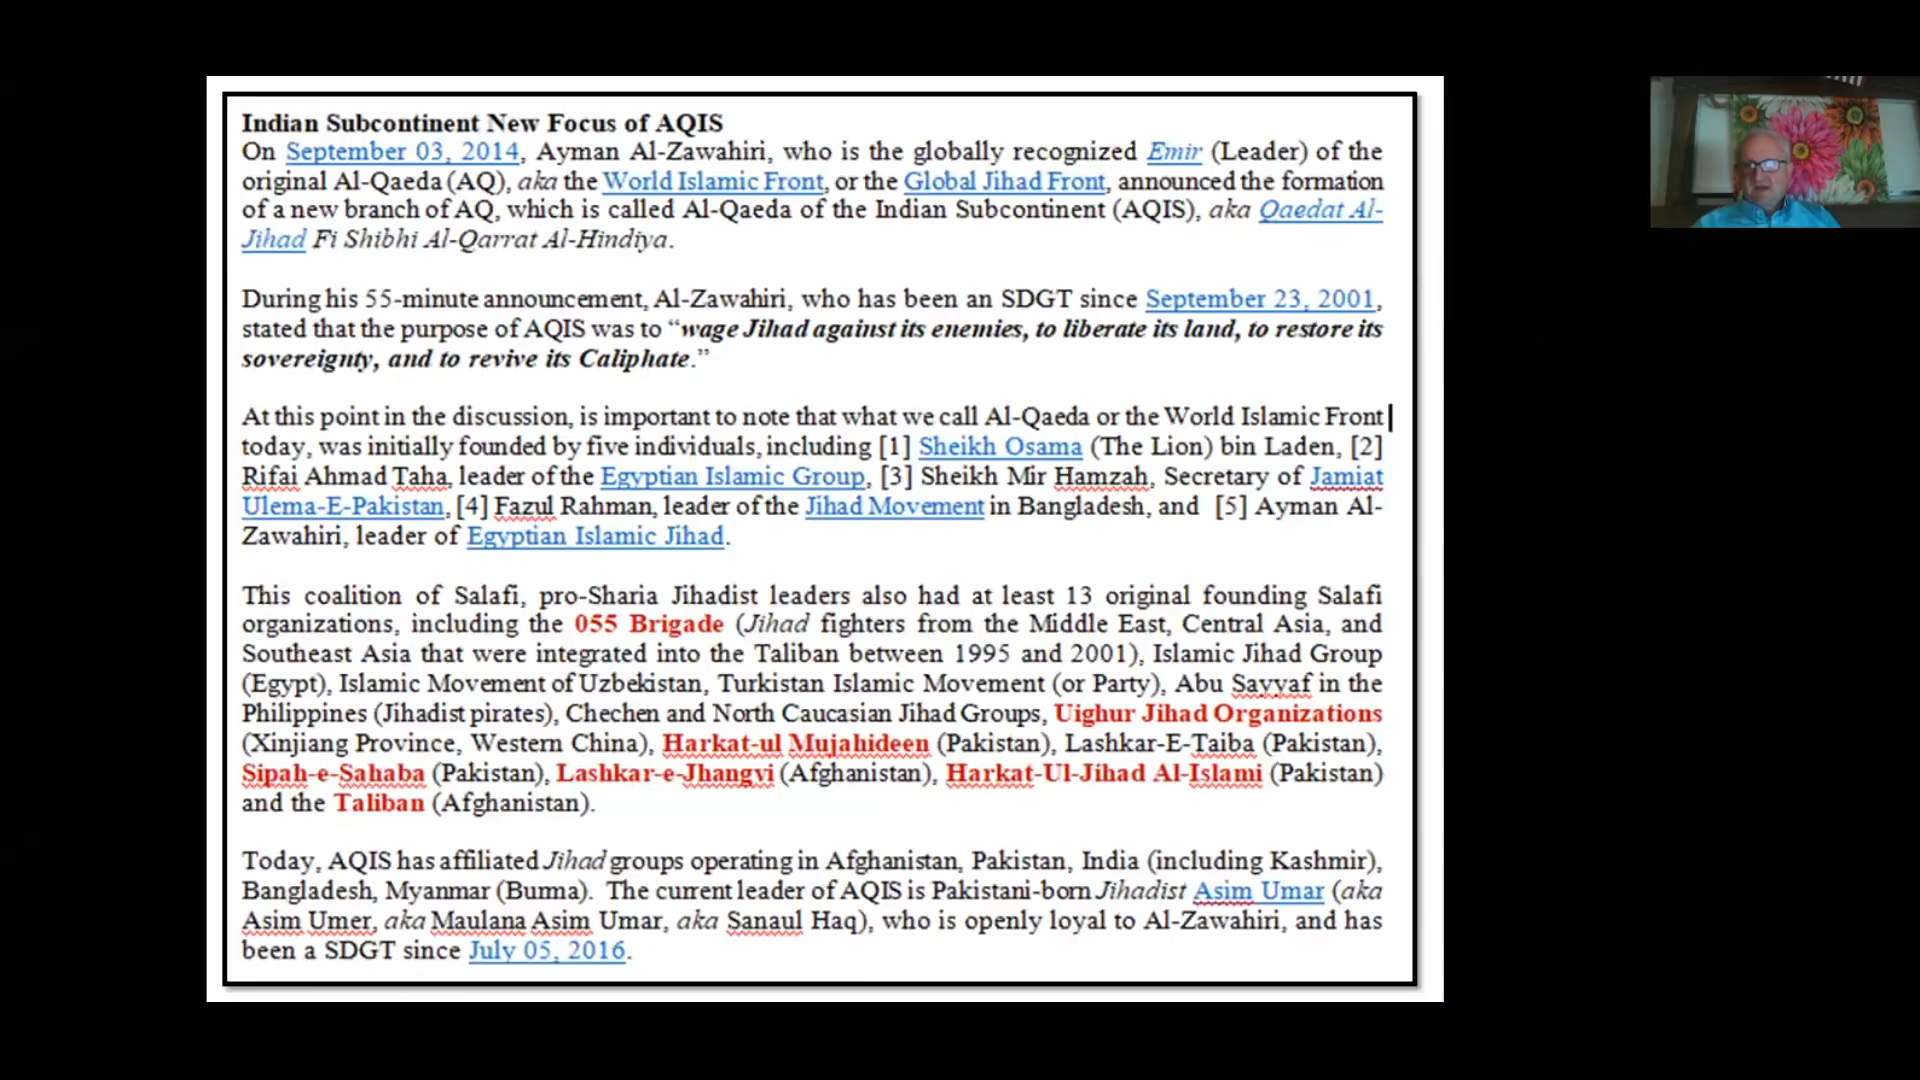 Indian Subcontinent New Focus of AQIS
On September 03, 2014, Ayman Al-Zawahiri, who is the globally recognized Emir (Leader) of the
original Al-Qaeda (AQ), aka the World Islamic Front, or the Global Jihad Front, announced the formation
of a new branch of AQ, which is called Al-Qaeda of the Indian Subcontinent (AQIS), aka Qaedat Al-
Jihad Fi Shibhi Al-Qarrat Al-Hindiya.
During his 55-minute announcement, Al-Zawahiri, who has been an SDGT since September 23, 2001,
stated that the purpose of AQIS was to “wage Jihad against its enemies, to liberate its land, to restore its
sovereignty, and to revive its Caliphate.”
At this point in the discussion, is important to note that what we call Al-Qaeda or the World Islamic Front
today, was initially founded by five individuals, including [1] Sheikh Osama (The Lion) bin Laden, [2]
Rifai Ahmad Taha, leader of the Egyptian Islamic Group, [3] Sheikh Mir Hamzah, Secretary of Jamiat
Ulema-E-Pakistan, [4] Fazul Rahman, leader of the Jihad Movement in Bangladesh, and [5] Ayman Al-
Zawahiri, leader of Egyptian Islamic Jihad.
This coalition of Salafi, pro-Sharia Jihadist leaders also had at least 13 original founding Salafi
organizations, including the 055 Brigade (Jihad fighters from the Middle East, Central Asia, and
Southeast Asia that were integrated into the Taliban between 1995 and 2001), Islamic Jihad Group
(Egypt), Islamic Movement of Uzbekistan, Turkistan Islamic Movement (or Party), Abu Sayyaf in the
Philippines (Jihadist pirates), Chechen and North Caucasian Jihad Groups, Uighur Jihad Organizations
(Xinjiang Province, Western China), Harkat-ul Mujahideen (Pakistan), Lashkar-E-Taiba (Pakistan),
Sipah-e-Sahaba (Pakistan), Lashkar-e-Jhangvi (Afghanistan), Harkat-Ul-Jihad Al-Islami (Pakistan)
and the Taliban (Afghanistan).
Today, AQIS has affiliated Jihad groups operating in Afghanistan, Pakistan, India (including Kashmir),
Bangladesh, Myanmar (Burma). The current leader of AQIS is Pakistani-born Jihadist Asim Umar (aka
Asim Umer, aka Maulana Asim Umar, aka Sanaul Haq), who is openly loyal to Al-Zawahiri, and has
been a SDGT since July 05, 2016.